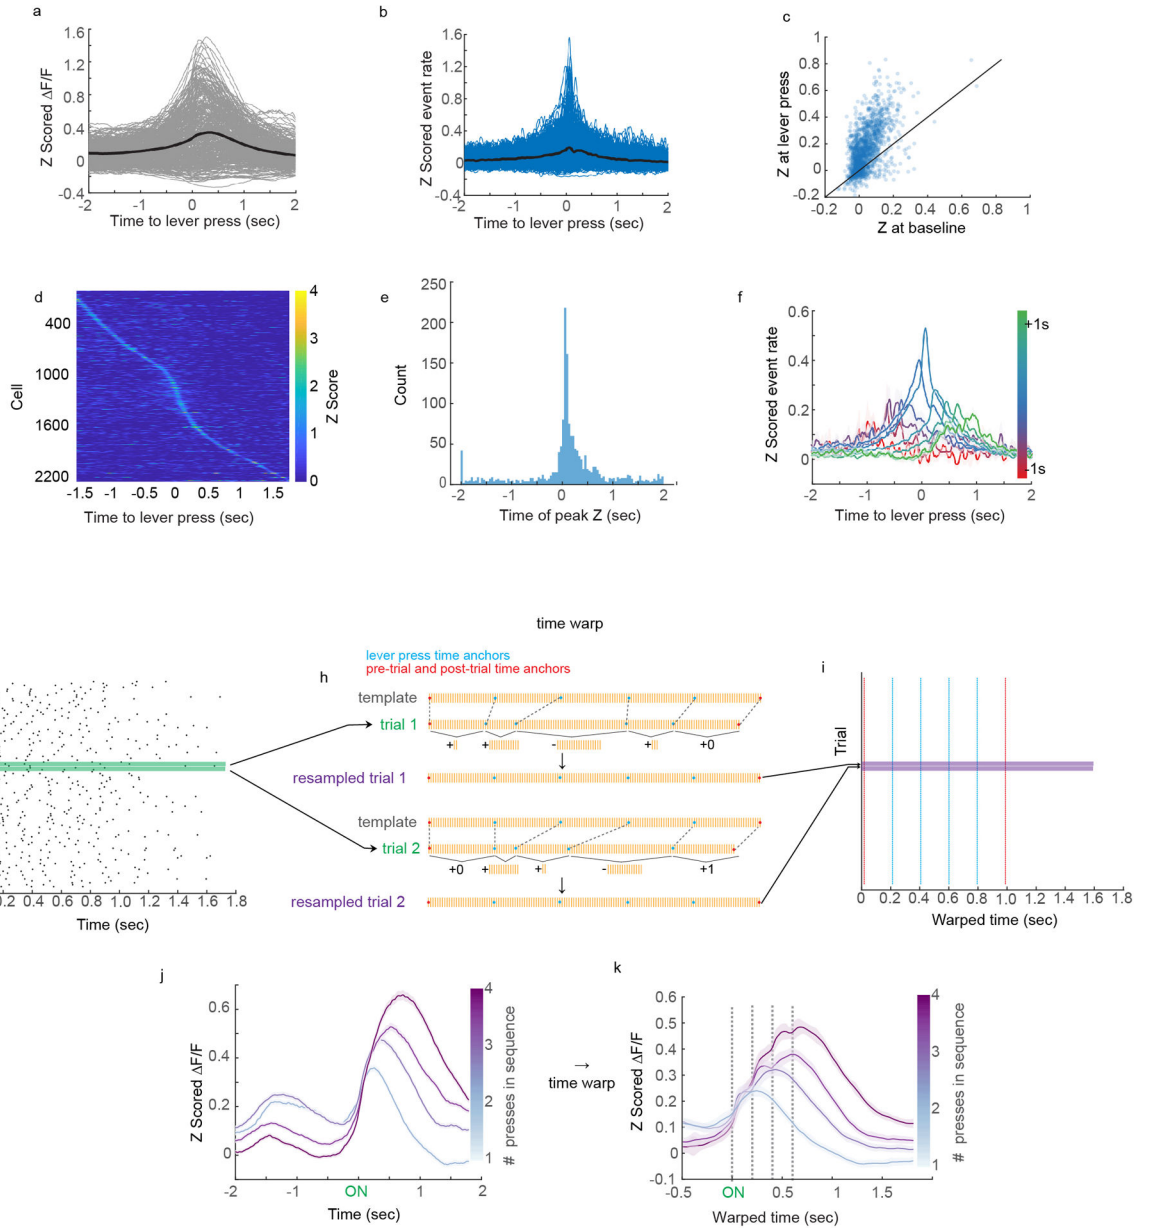 a
Z Scored ΔF/F
1.6
1.2
0.8
0.4
0
-0.4
-2
-1
0
1
2
Time to lever press (sec)
b
Z Scored event rate
1.6
1.2
0.8
0.4
0
-0.4
-2
-1
0
1
2
Time to lever press (sec)
c
Z at lever press
1
0.8
0.6
0.4
0.2
0
-0.2
-0.2
0
0.2
0.4
0.6
0.8
1
Z at baseline
d
Cell
400
1000
1600
2200
-1.5
-1
-0.5
0
0.5
1
1.5
Time to lever press (sec)
4
3
2
1
0
Z Score
e
Count
250
200
150
100
50
0
-2
-1
0
1
2
Time of peak Z (sec)
f
Z Scored event rate
0.6
0.4
0.2
0
-2
-1
0
1
2
Time to lever press (sec)
+1s
-1s
time warp
lever press time anchors
pre-trial and post-trial time anchors
h
template
trial 1
+
+
-
+
+0
resampled trial 1
template
trial 2
+0
+
+
-
+1
resampled trial 2
0.2
0.4
0.6
0.8
1.0
1.2
1.4
1.6
1.8
Time (sec)
i
Trial
0
0.2
0.4
0.6
0.8
1.0
1.2
1.4
1.6
1.8
Warped time (sec)
j
Z Scored ΔF/F
0.6
0.4
0.2
0
-2
-1
ON
1
2
Time (sec)
4
3
2
1
# presses in sequence
→
time warp
k
Z Scored ΔF/F
0.6
0.5
0.4
0.3
0.2
0.1
0
-0.1
-0.5
ON
0.5
1
1.5
Warped time (sec)
4
3
2
1
# presses in sequence